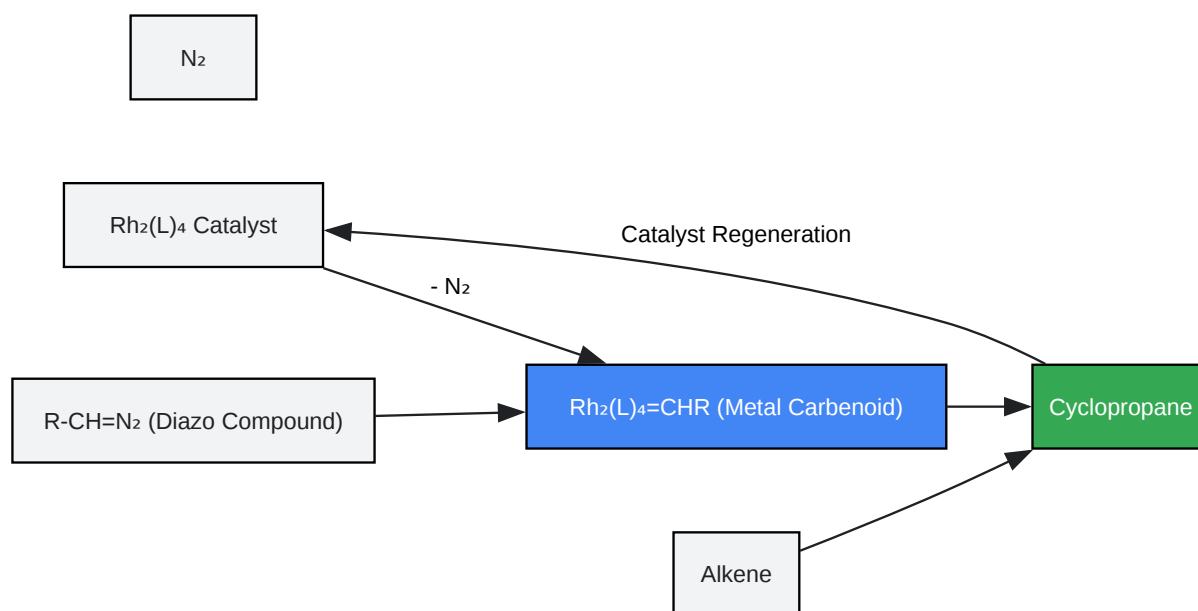 N₂
Rh₂(L)₄ Catalyst
Catalyst Regeneration
- N₂
R-CH=N₂ (Diazo Compound)
Rh₂(L)₄=CHR (Metal Carbenoid)
Cyclopropane
Alkene